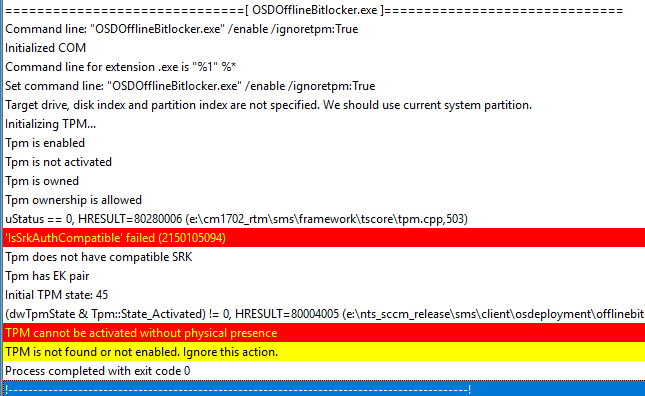 ==============================[ OSDOfflineBitlocker.exe ]==============================
Command line: "OSDOfflineBitlocker.exe" /enable /ignoretpm:True
Initialized COM
Command line for extension .exe is "%1" %*
Set command line: "OSDOfflineBitlocker.exe" /enable /ignoretpm:True
Target drive, disk index and partition index are not specified. We should use current system partition.
Initializing TPM...
Tpm is enabled
Tpm is not activated
Tpm is owned
Tpm ownership is allowed
uStatus == 0, HRESULT=80280006 (e:\cm1702_rtm\sms\framework\tscore\tpm.cpp,503)
'IsSrkAuthCompatible' failed (2150105094)
Tpm does not have compatible SRK
Tpm has EK pair
Initial TPM state: 45
(dwTpmState & Tpm::State_Activated) != 0, HRESULT=80004005 (e:\nts_sccm_release\sms\client\osdeployment\offlinebit
TPM cannot be activated without physical presence
TPM is not found or not enabled. Ignore this action.
Process completed with exit code 0
!--------------------------------------------------------------------------------------------!